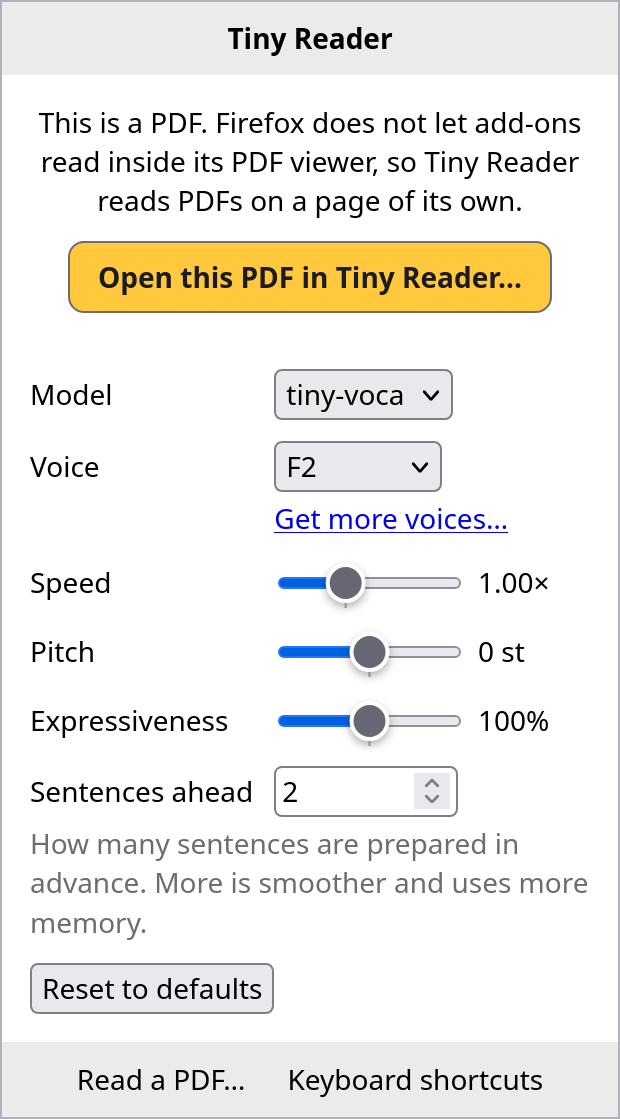 Tiny Reader
This is a PDF. Firefox does not let add-ons
read inside its PDF viewer, so Tiny Reader
reads PDFs on a page of its own.
Open this PDF in Tiny Reader...
Model tiny-voca
Voice F2
Get more voices...
Speed 1.00×
Pitch 0 st
Expressiveness 100%
Sentences ahead 2
How many sentences are prepared in
advance. More is smoother and uses more
memory.
Reset to defaults
Read a PDF... Keyboard shortcuts